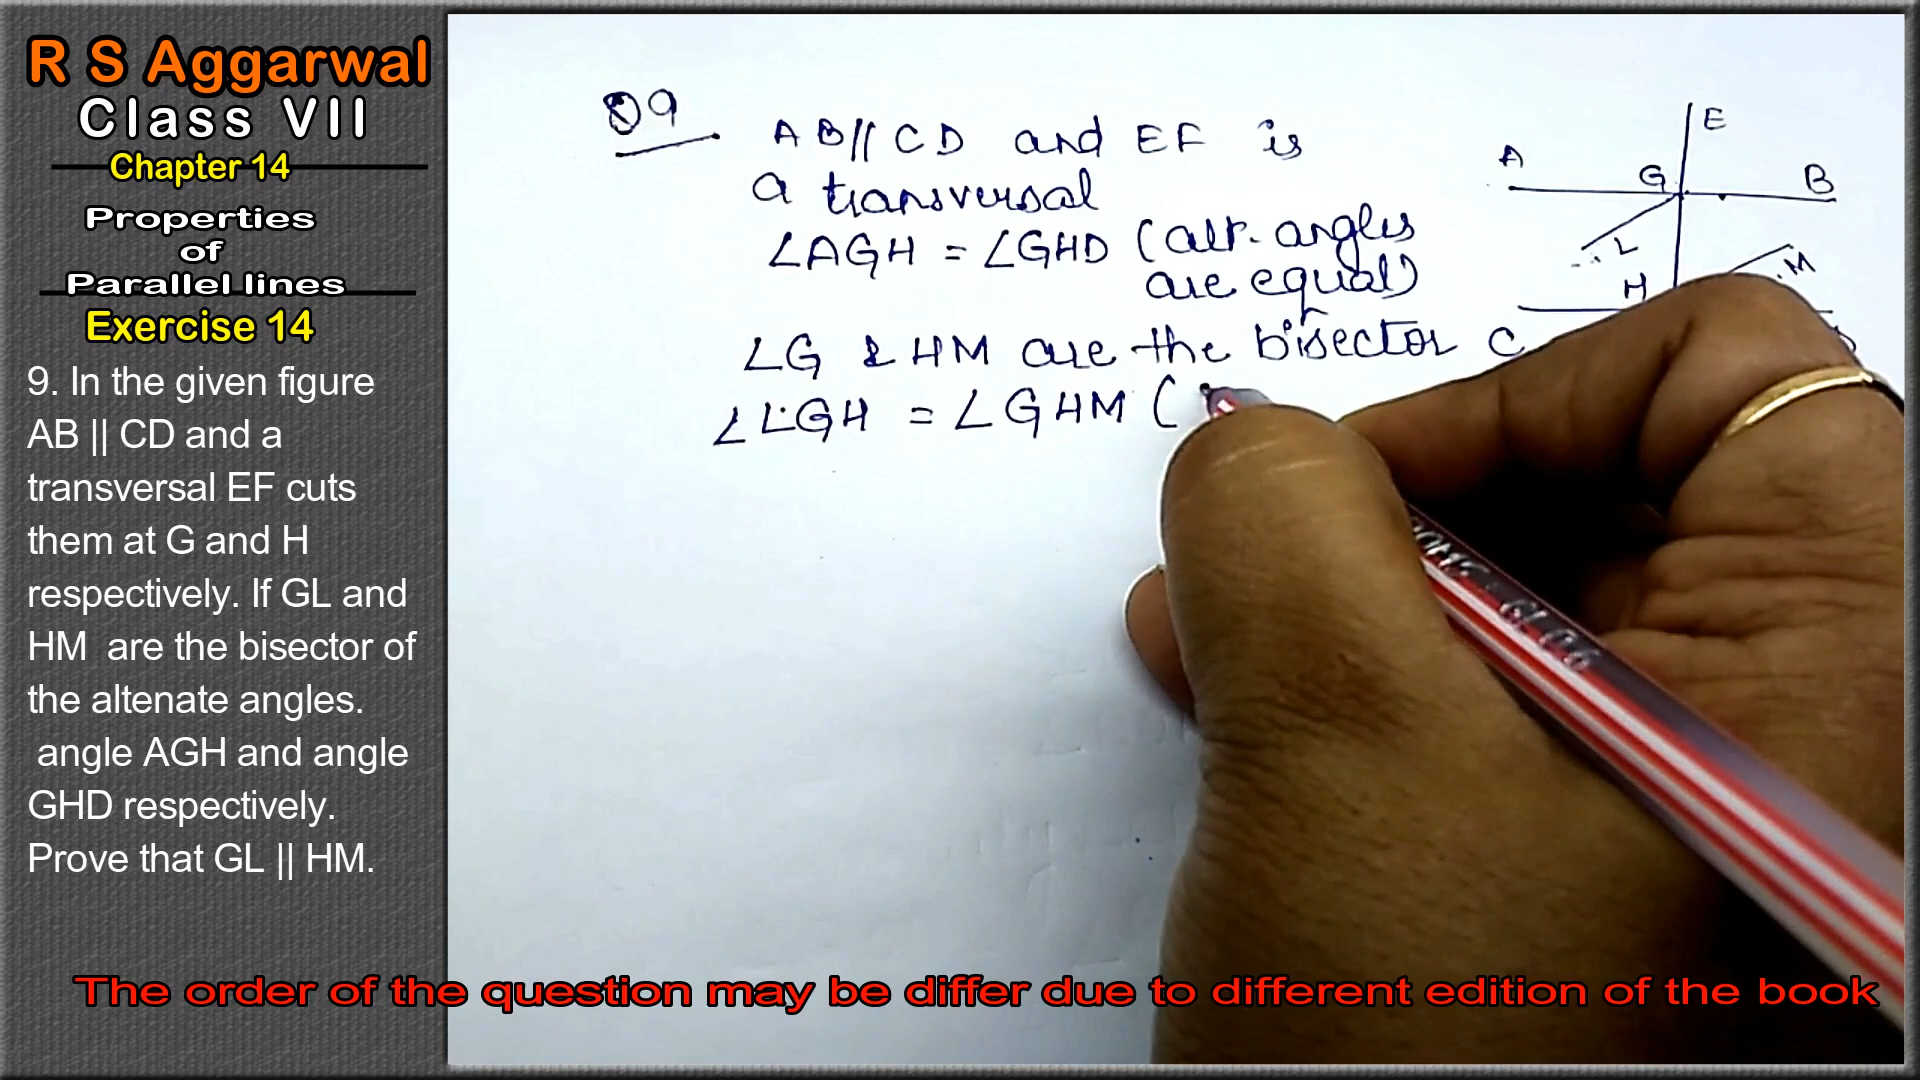 R S Aggarwal
Class VII
Chapter 14
Properties
of
Parallel lines
Exercise 14
9. In the given figure
AB || CD and a
transversal EF cuts
them at G and H
respectively. If GL and
HM are the bisector of
the altenate angles.
angle AGH and angle
GHD respectively.
Prove that GL || HM.
Q9
AB || CD and EF is
a transversal
∠AGH = ∠GHD (alt. angles
are equal)
∠G & HM are the bisector
∠LGH = ∠GHM (
E
A G B
L M
H
C
The order of the question may be differ due to different edition of the book